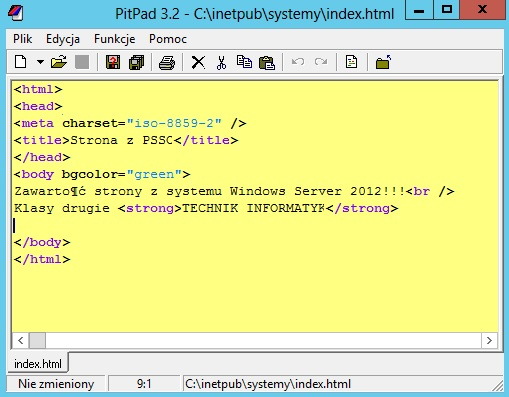 PitPad 3.2 - C:\inetpub\systemy\index.html
Plik Edycja Funkcje Pomoc
<html>
<head>
<meta charset="iso-8859-2" />
<title>Strona z PSSC</title>
</head>
<body bgcolor="green">
Zawarto¶ć strony z systemu Windows Server 2012!!!<br />
Klasy drugie <strong>TECHNIK INFORMATYK</strong>
</body>
</html>
index.html
Nie zmieniony 9:1 C:\inetpub\systemy\index.html